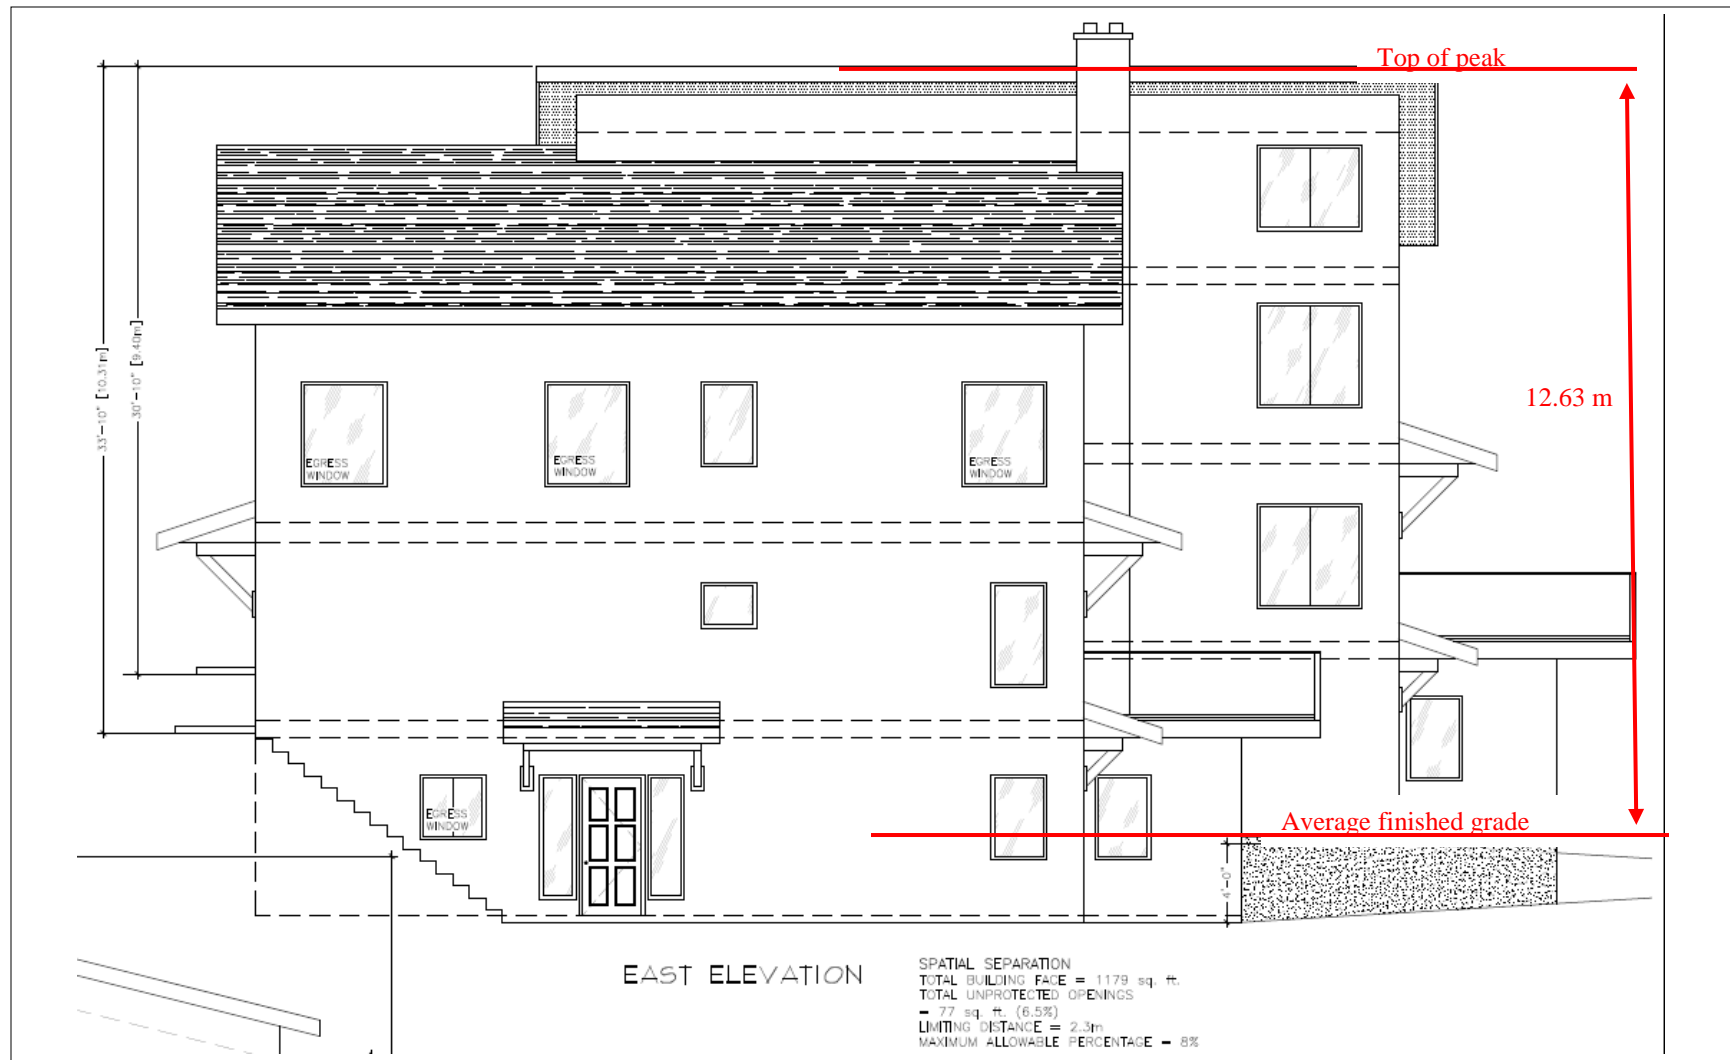 Top of peak
33'-10" [10.31m]
30'-10" [9.40m]
12.63 m
EGRESS
WINDOW
EGRESS
WINDOW
EGRESS
WINDOW
EGRESS
WINDOW
Average finished grade
4'-0"
EAST ELEVATION
SPATIAL SEPARATION
TOTAL BUILDING FACE = 1179 sq. ft.
TOTAL UNPROTECTED OPENINGS
= 77 sq. ft. (6.5%)
LIMITING DISTANCE = 2.3m
MAXIMUM ALLOWABLE PERCENTAGE = 8%